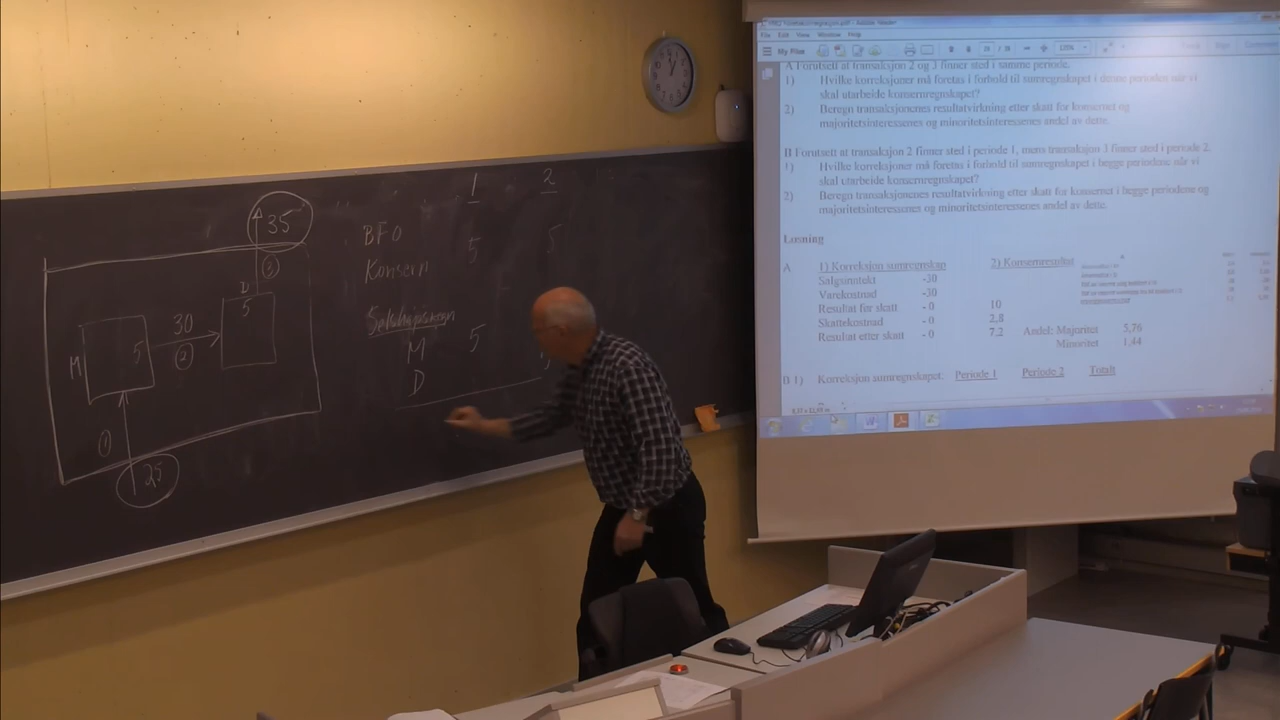 35
3
D
5
30
2
M
5
1
25
1 2
BFO 5 5
Konsern
M 5
D
File Edit View Window Help
My Files
A Forutsett at transaksjon 2 og 3 finner sted i samme periode.
1) Hvilke korreksjoner må foretas i forhold til sumregnskapet i denne perioden når vi
skal utarbeide konsernregnskapet?
2) Beregn transaksjonenes resultatvirkning etter skatt for konsernet og
majoritetsinteressenes og minoritetsinteressenes andel av dette.
B Forutsett at transaksjon 2 finner sted i periode 1, mens transaksjon 3 finner sted i periode 2.
1) Hvilke korreksjoner må foretas i forhold til sumregnskapet i begge periodene når vi
skal utarbeide konsernregnskapet?
2) Beregn transaksjonenes resultatvirkning etter skatt for konsernet i begge periodene og
majoritetsinteressenes og minoritetsinteressenes andel av dette.
Løsning
A 1) Korreksjon sumregnskap 2) Konsernresultat
Salgsinntekt -30
Varekostnad -30
Resultat før skatt - 0 10
Skattekostnad - 0 2,8
Resultat etter skatt - 0 7,2 Andel: Majoritet 5,76
Minoritet 1,44
B 1) Korreksjon sumregnskapet: Periode 1 Periode 2 Totalt